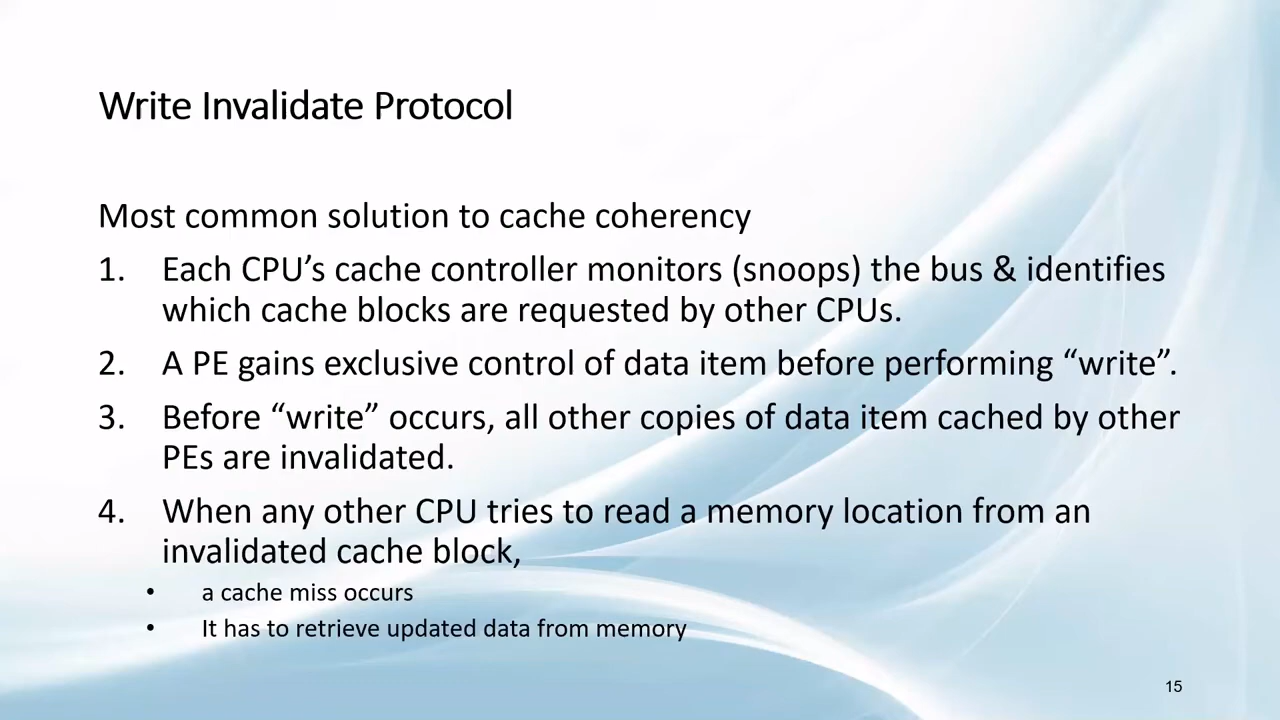 Write Invalidate Protocol
Most common solution to cache coherency
1. Each CPU’s cache controller monitors (snoops) the bus & identifies
which cache blocks are requested by other CPUs.
2. A PE gains exclusive control of data item before performing “write”.
3. Before “write” occurs, all other copies of data item cached by other
PEs are invalidated.
4. When any other CPU tries to read a memory location from an
invalidated cache block,
• a cache miss occurs
• It has to retrieve updated data from memory
15